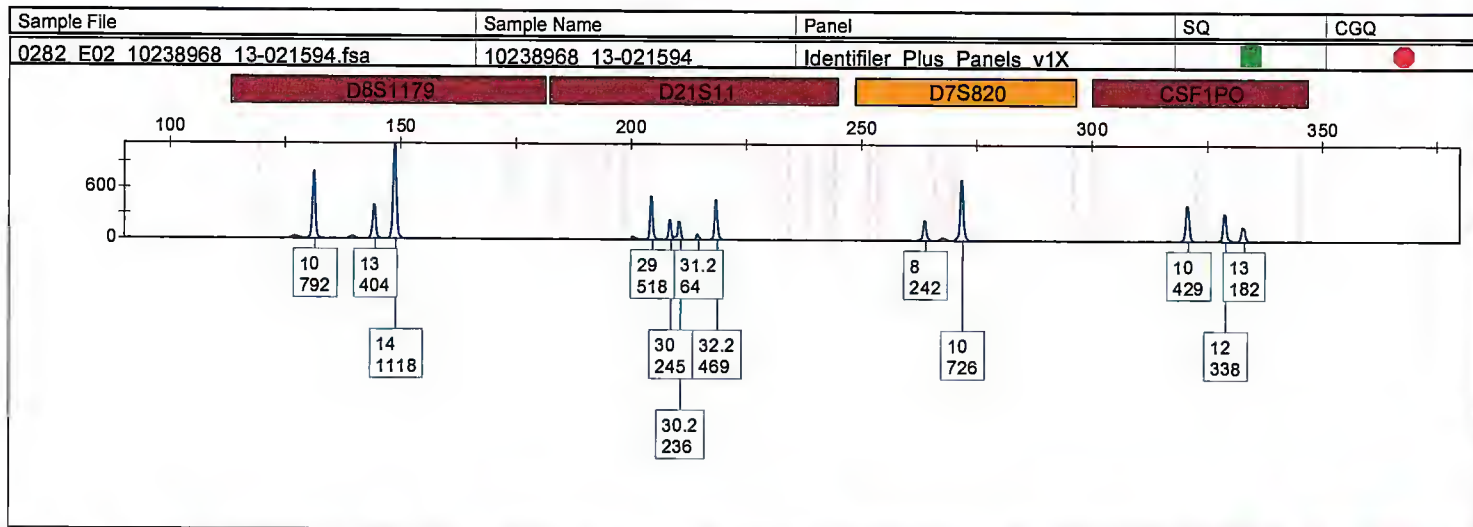 Sample File Sample Name Panel SQ CGQ
0282_E02_10238968_13-021594.fsa 10238968_13-021594 Identifiler_Plus_Panels_v1X
D8S1179 D21S11 D7S820 CSF1PO
100 150 200 250 300 350
600
0
10 13 29 31.2 8 10 13
792 404 518 64 242 429 182
14 30 32.2 10 12
1118 245 469 726 338
30.2
236